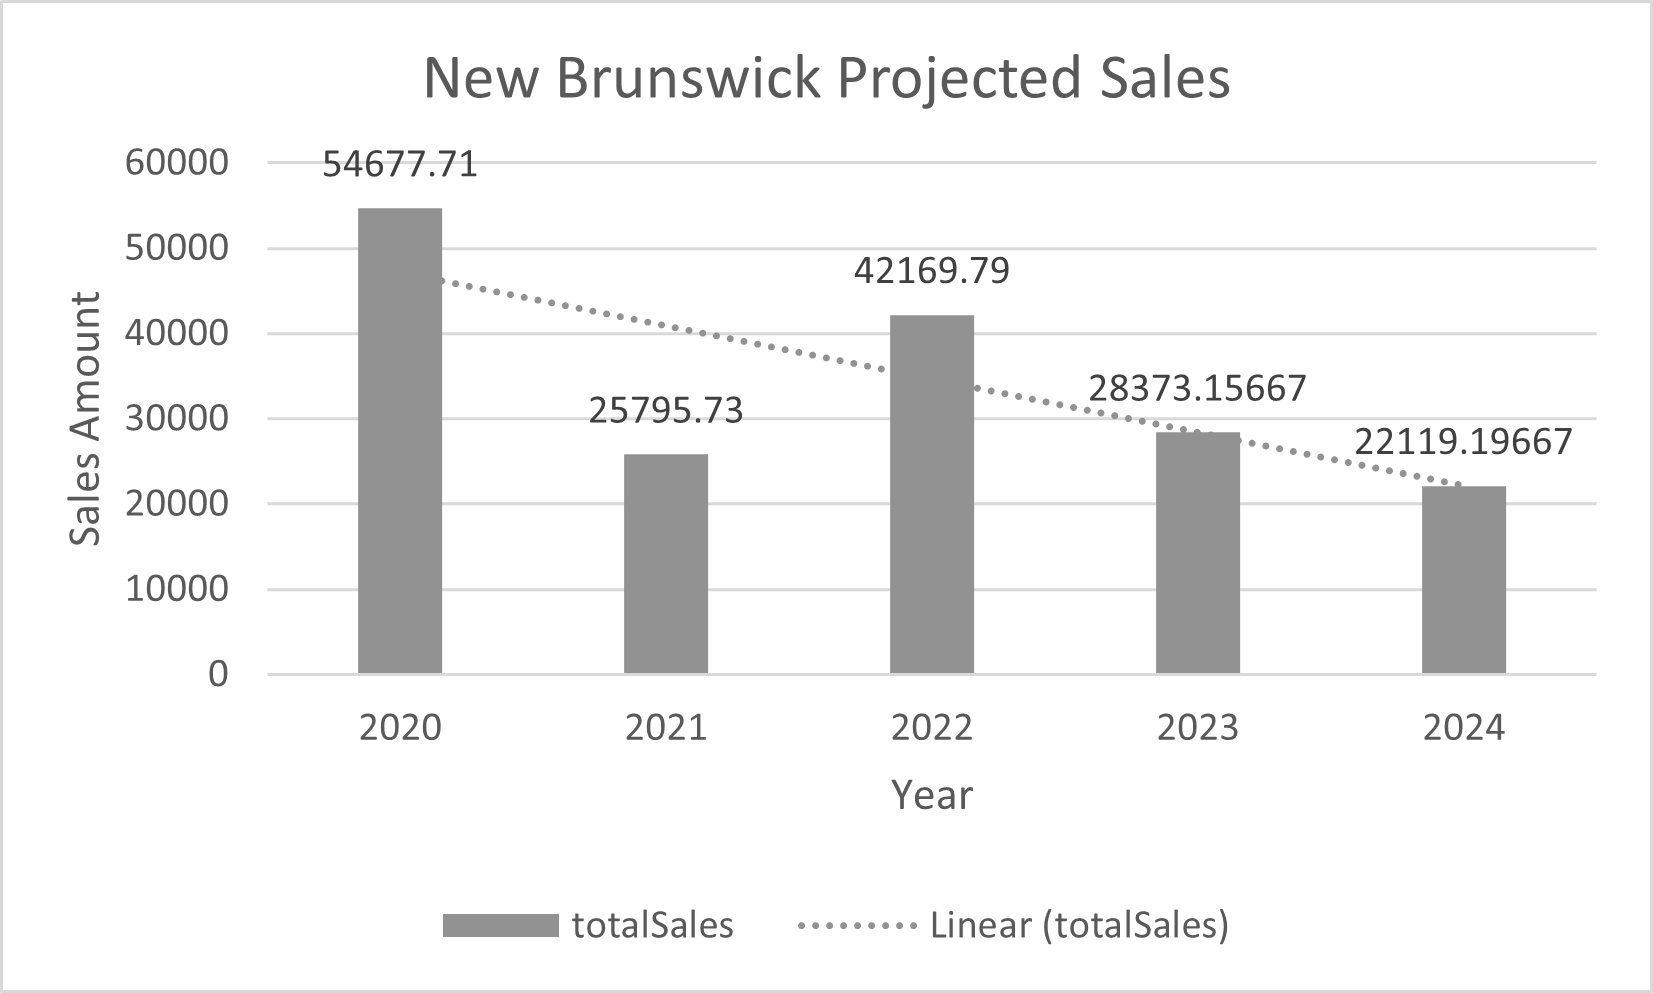 New Brunswick Projected Sales
60000
50000
40000
30000
20000
10000
0
Sales Amount
54677.71
25795.73
42169.79
28373.15667
22119.19667
2020 2021 2022 2023 2024
Year
totalSales Linear (totalSales)